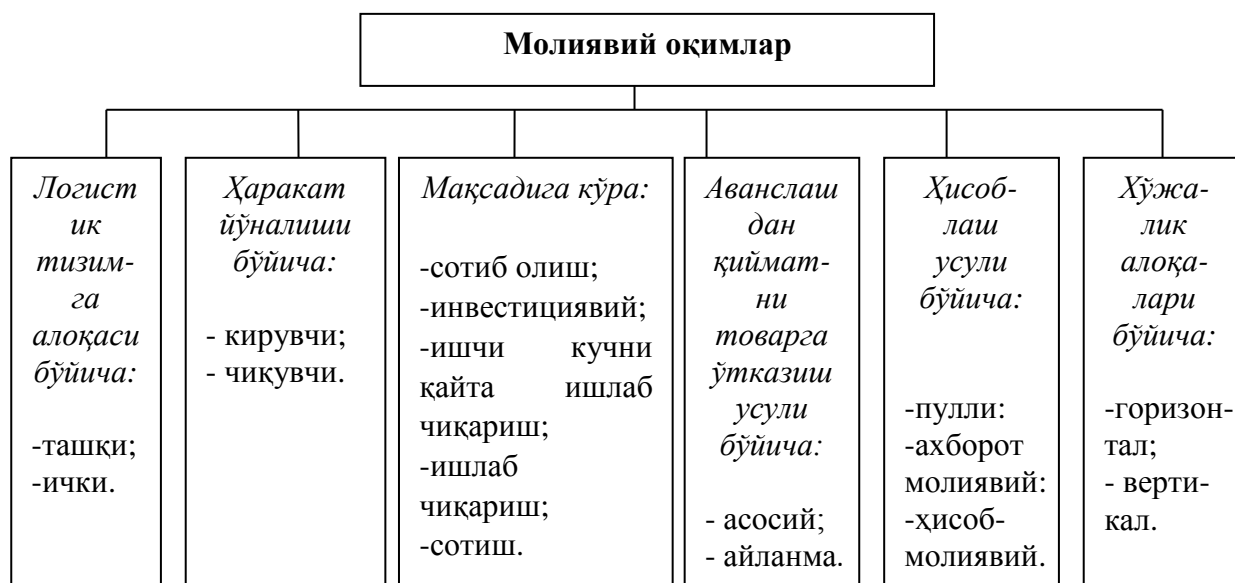 Молиявий оқимлар
Логист
ик
тизим-
га
алоқаси
бўйича:
-ташқи;
-ички.
Ҳаракат
йўналиши
бўйича:
- кирувчи;
- чиқувчи.
Мақсадига кўра:
-сотиб олиш;
-инвестициявий;
-ишчи кучни
қайта ишлаб
чиқариш;
-ишлаб
чиқариш;
-сотиш.
Аванслаш
дан
қиймат-
ни
товарга
ўтказиш
усули
бўйича:
- асосий;
- айланма.
Ҳисоб-
лаш
усули
бўйича:
-пулли:
-ахборот
молиявий:
-ҳисоб-
молиявий.
Хўжа-
лик
алоқа-
лари
бўйича:
-горизон-
тал;
- верти-
кал.